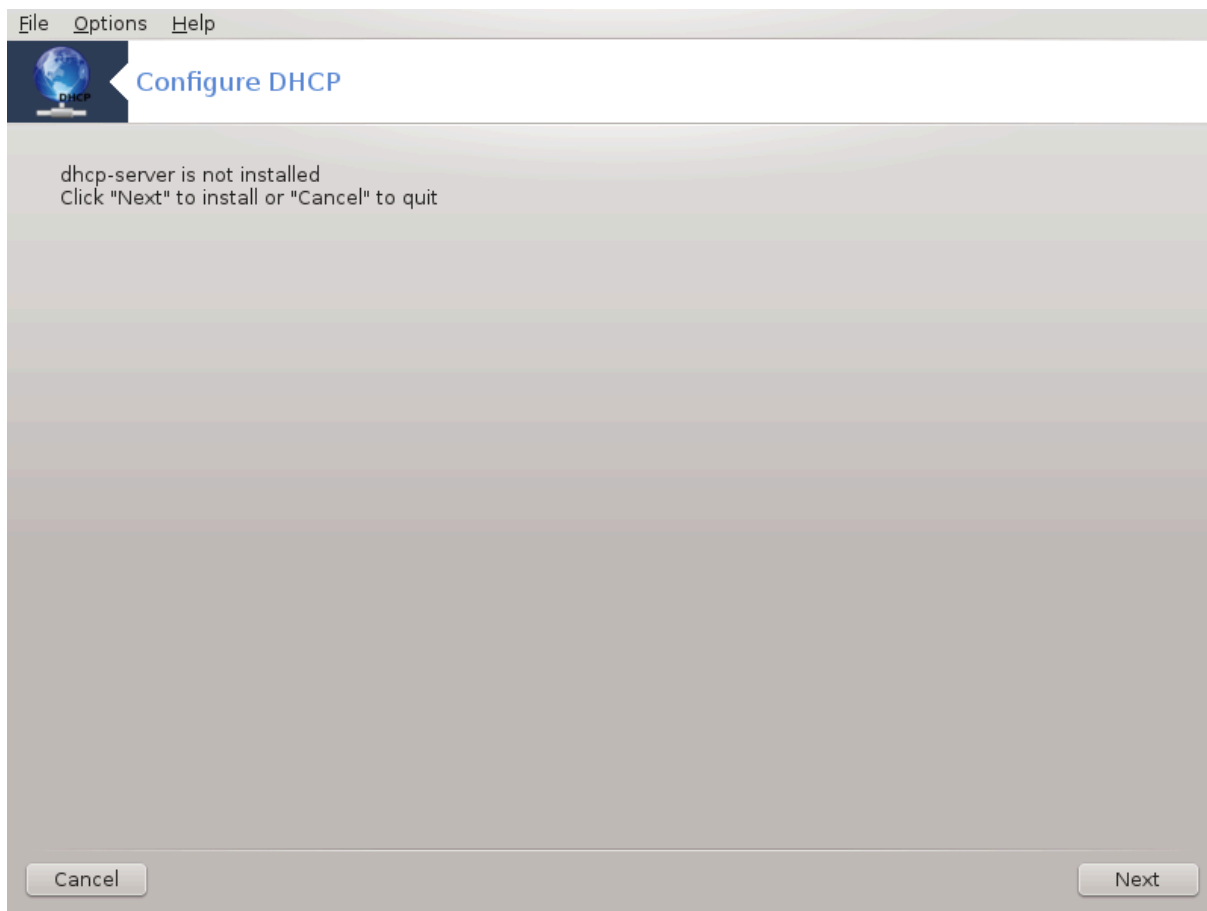 File Options Help
DHCP
Configure DHCP
dhcp-server is not installed
Click "Next" to install or "Cancel" to quit
Cancel
Next